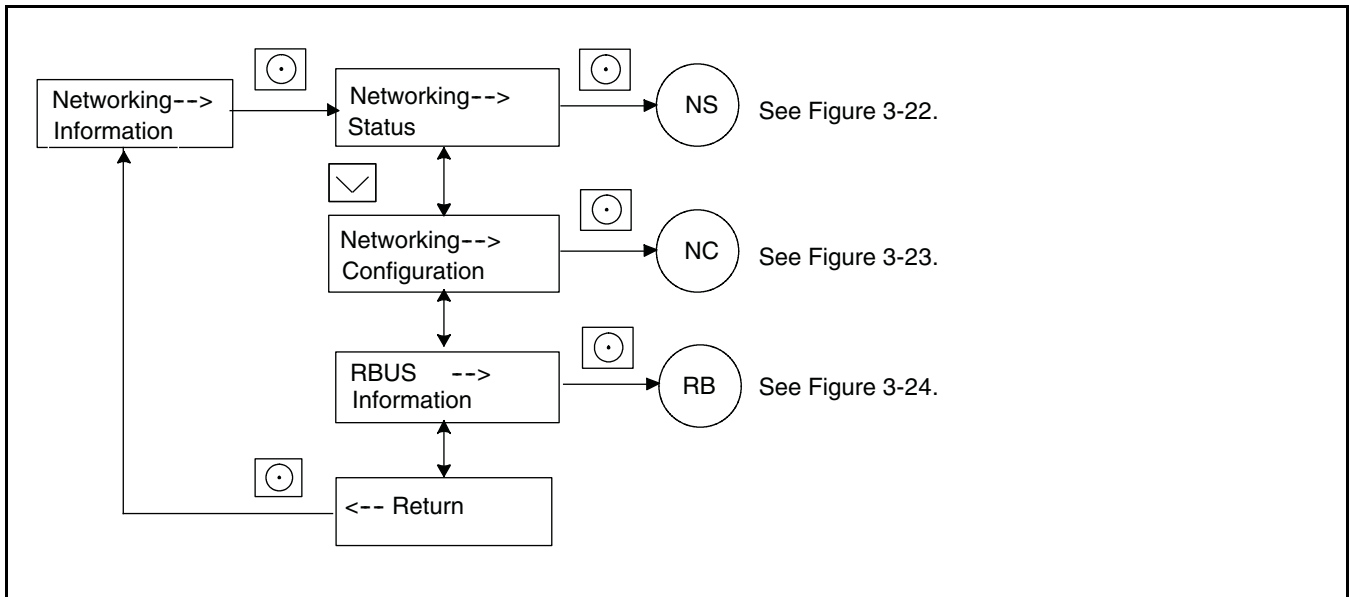 Networking-->
Information
Networking-->
Status
NS
See Figure 3-22.
Networking-->
Configuration
NC
See Figure 3-23.
RBUS -->
Information
RB
See Figure 3-24.
<-- Return